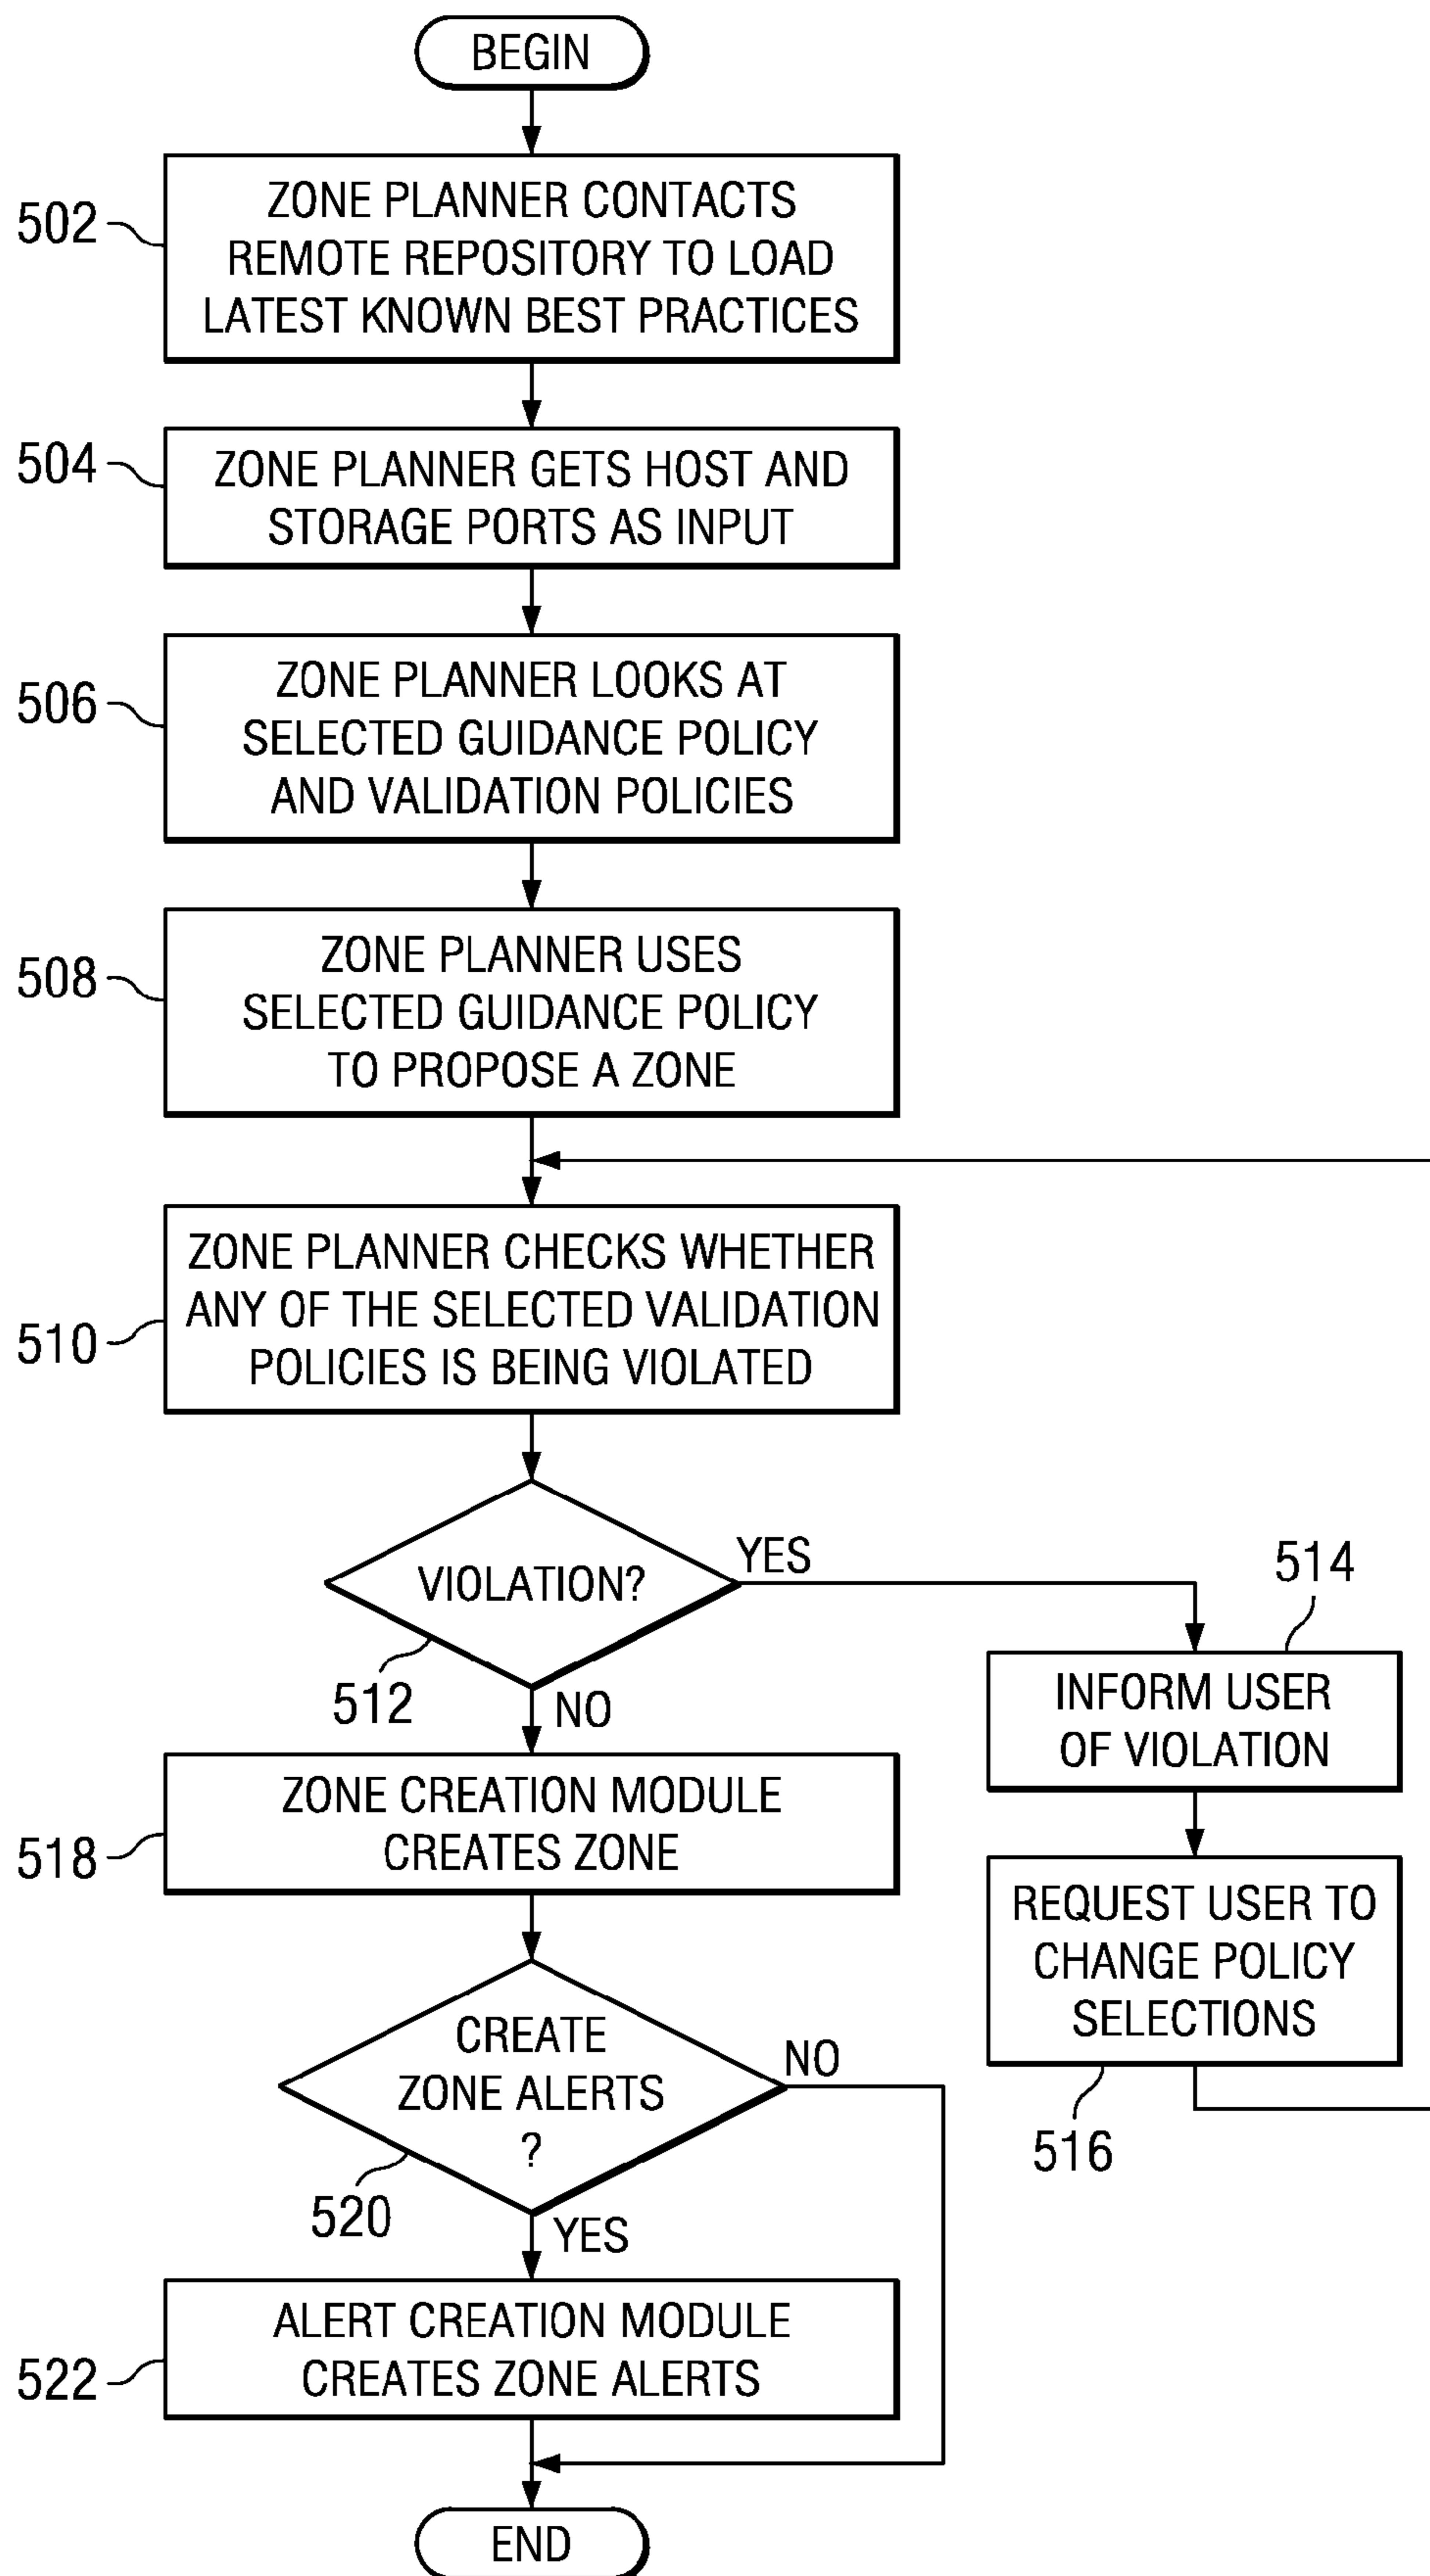 BEGIN
502
ZONE PLANNER CONTACTS
REMOTE REPOSITORY TO LOAD
LATEST KNOWN BEST PRACTICES
504
ZONE PLANNER GETS HOST AND
STORAGE PORTS AS INPUT
506
ZONE PLANNER LOOKS AT
SELECTED GUIDANCE POLICY
AND VALIDATION POLICIES
508
ZONE PLANNER USES
SELECTED GUIDANCE POLICY
TO PROPOSE A ZONE
510
ZONE PLANNER CHECKS WHETHER
ANY OF THE SELECTED VALIDATION
POLICIES IS BEING VIOLATED
VIOLATION?
YES
512
NO
514
INFORM USER
OF VIOLATION
REQUEST USER TO
CHANGE POLICY
SELECTIONS
516
518
ZONE CREATION MODULE
CREATES ZONE
CREATE
ZONE ALERTS
?
NO
520
YES
522
ALERT CREATION MODULE
CREATES ZONE ALERTS
END